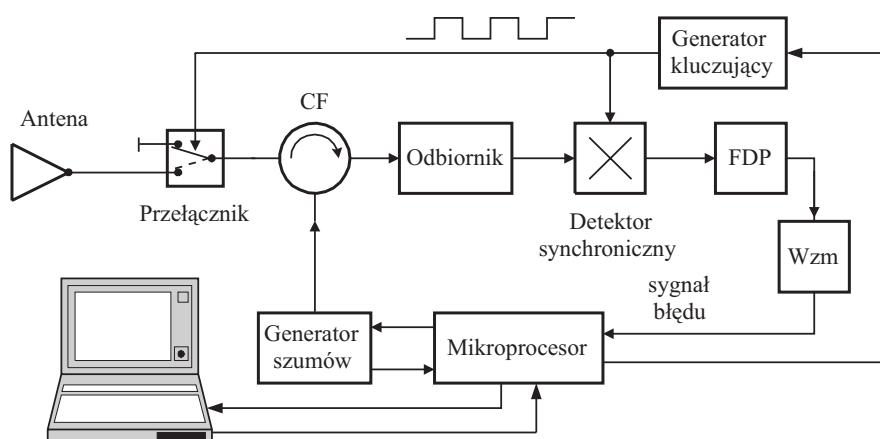 Generator
kluczujący
CF
Antena
Odbiornik
FDP
Przełącznik
Detektor
synchroniczny
Wzm
sygnał
błędu
Generator
szumów
Mikroprocesor